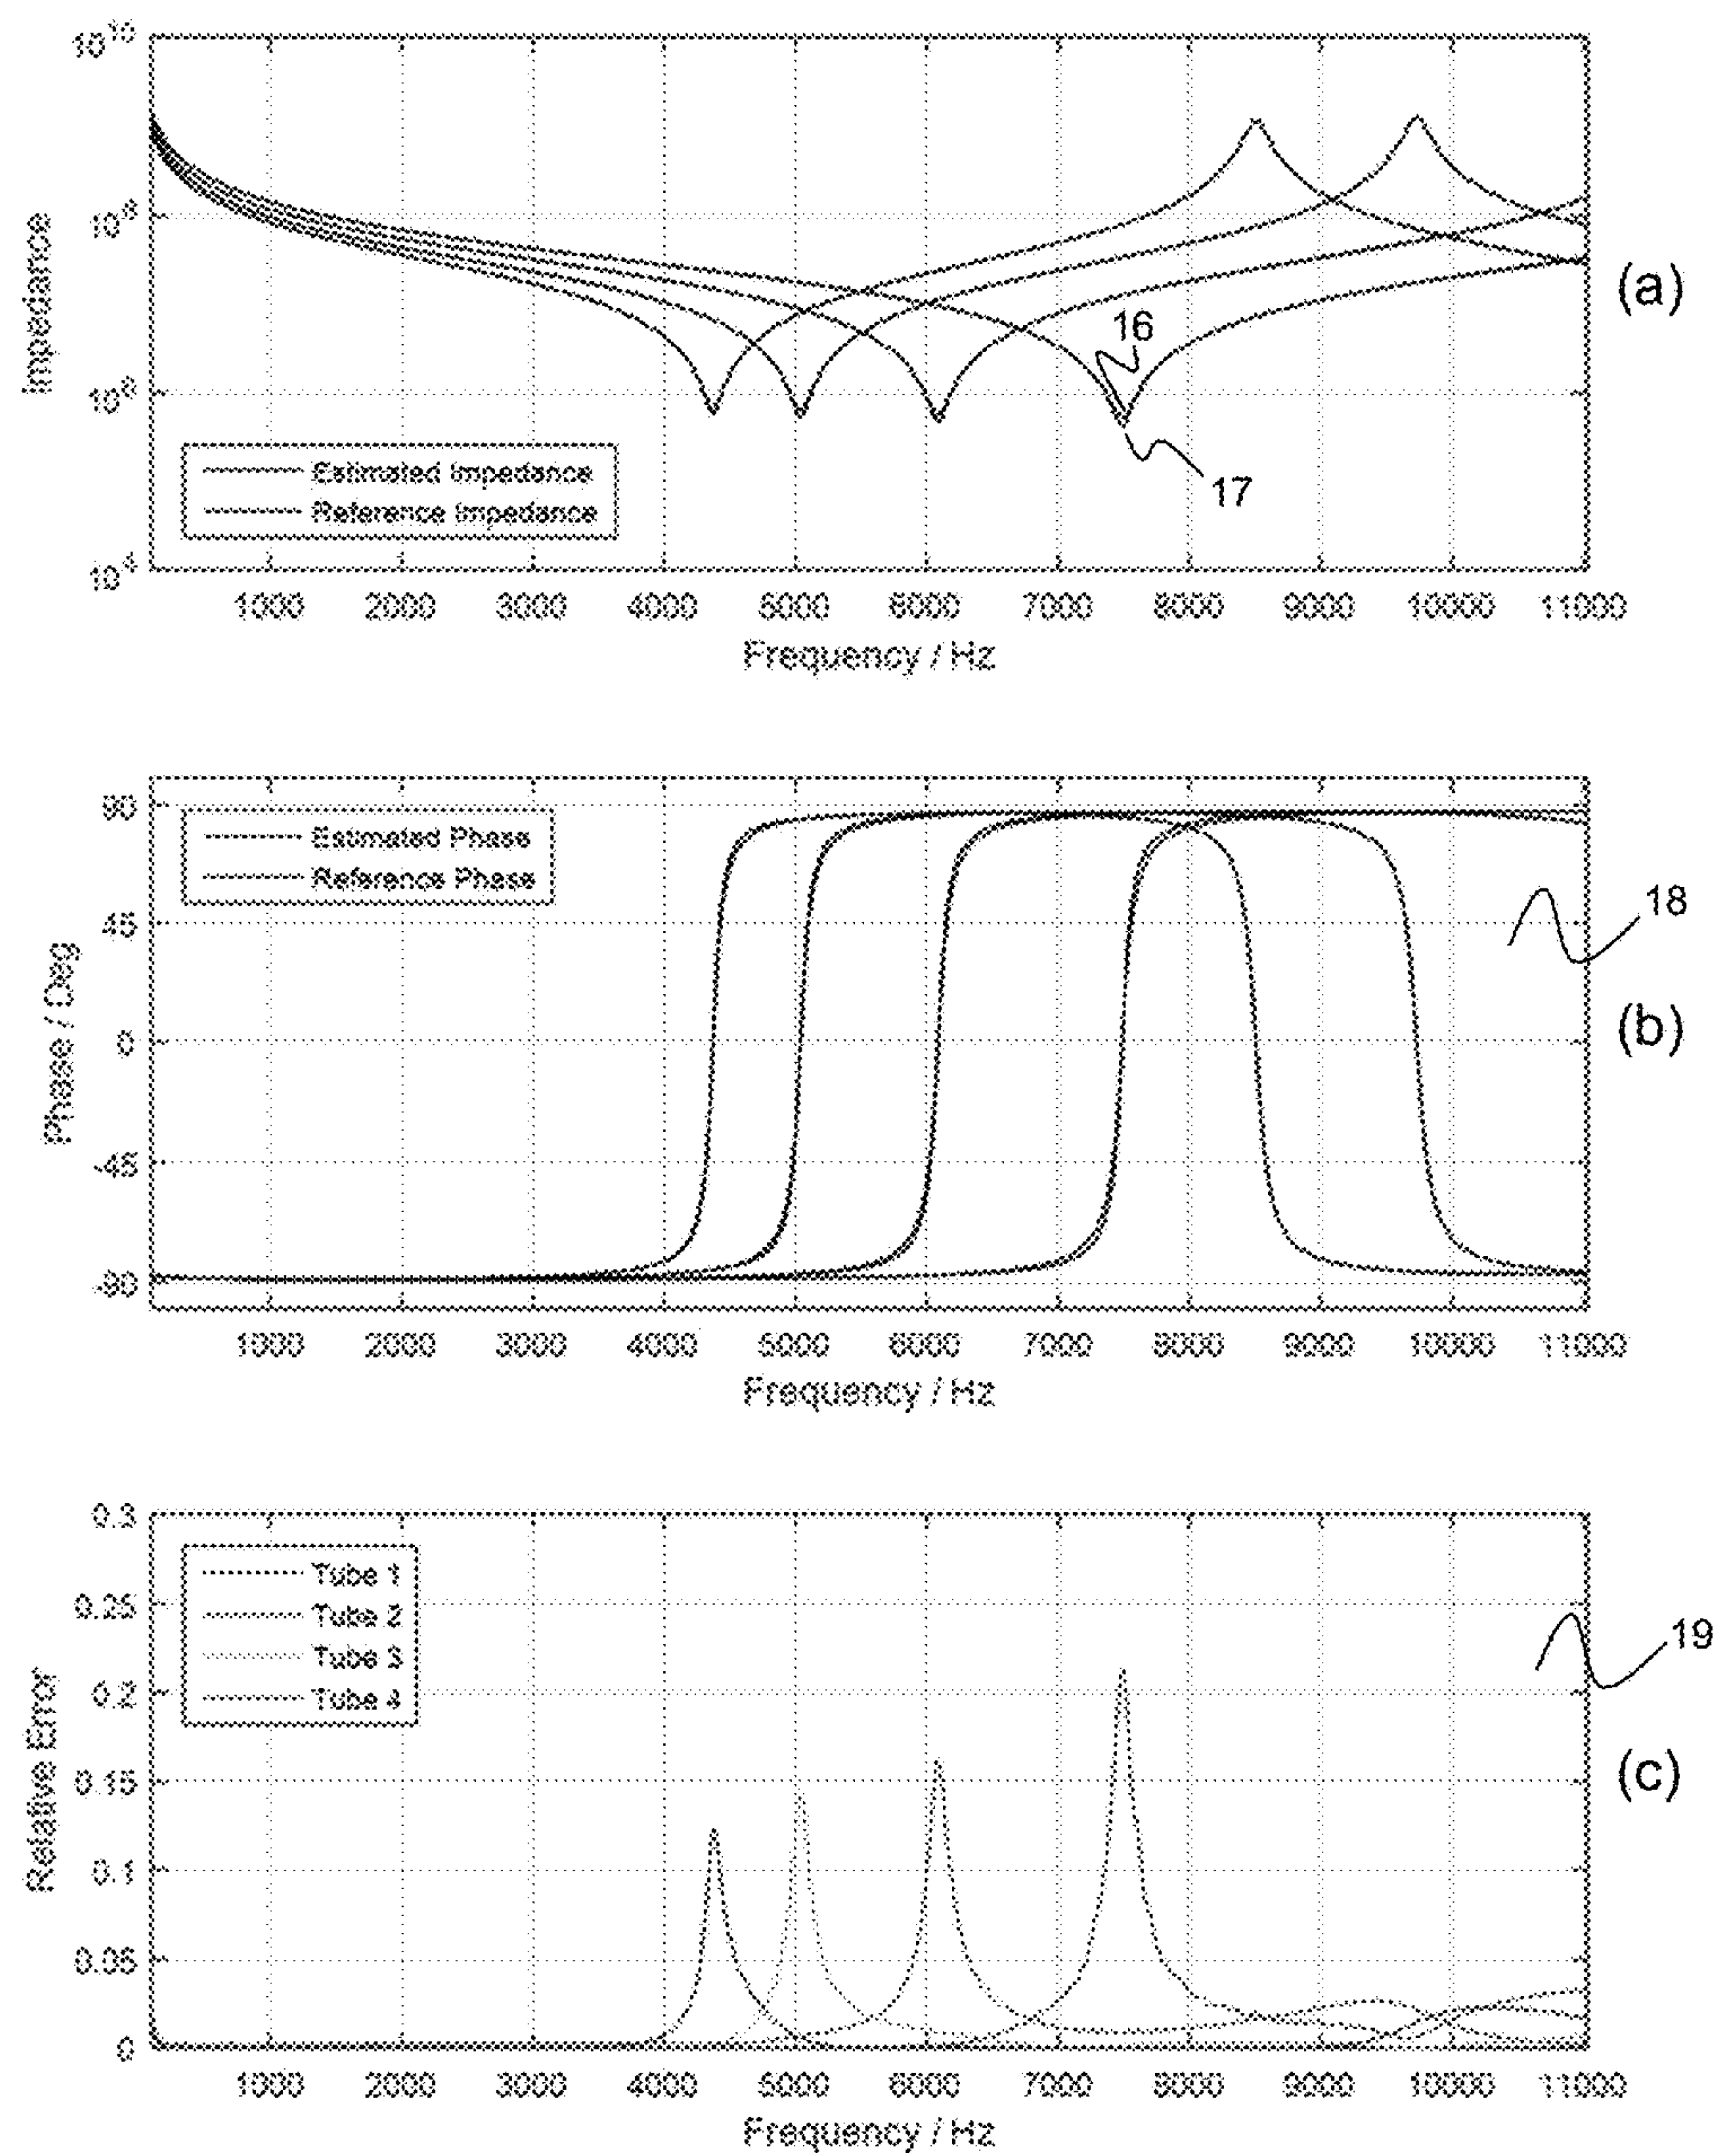 10^10
10^8
10^6
10^4
Impedance
Estimated Impedance
Reference Impedance
16
17
(a)
1000 2000 3000 4000 5000 6000 7000 8000 9000 10000 11000
Frequency / Hz
90
45
0
-45
-90
Phase / Deg
Estimated Phase
Reference Phase
18
(b)
1000 2000 3000 4000 5000 6000 7000 8000 9000 10000 11000
Frequency / Hz
0.3
0.25
0.2
0.15
0.1
0.05
0
Relative Error
Tube 1
Tube 2
Tube 3
Tube 4
19
(c)
1000 2000 3000 4000 5000 6000 7000 8000 9000 10000 11000
Frequency / Hz